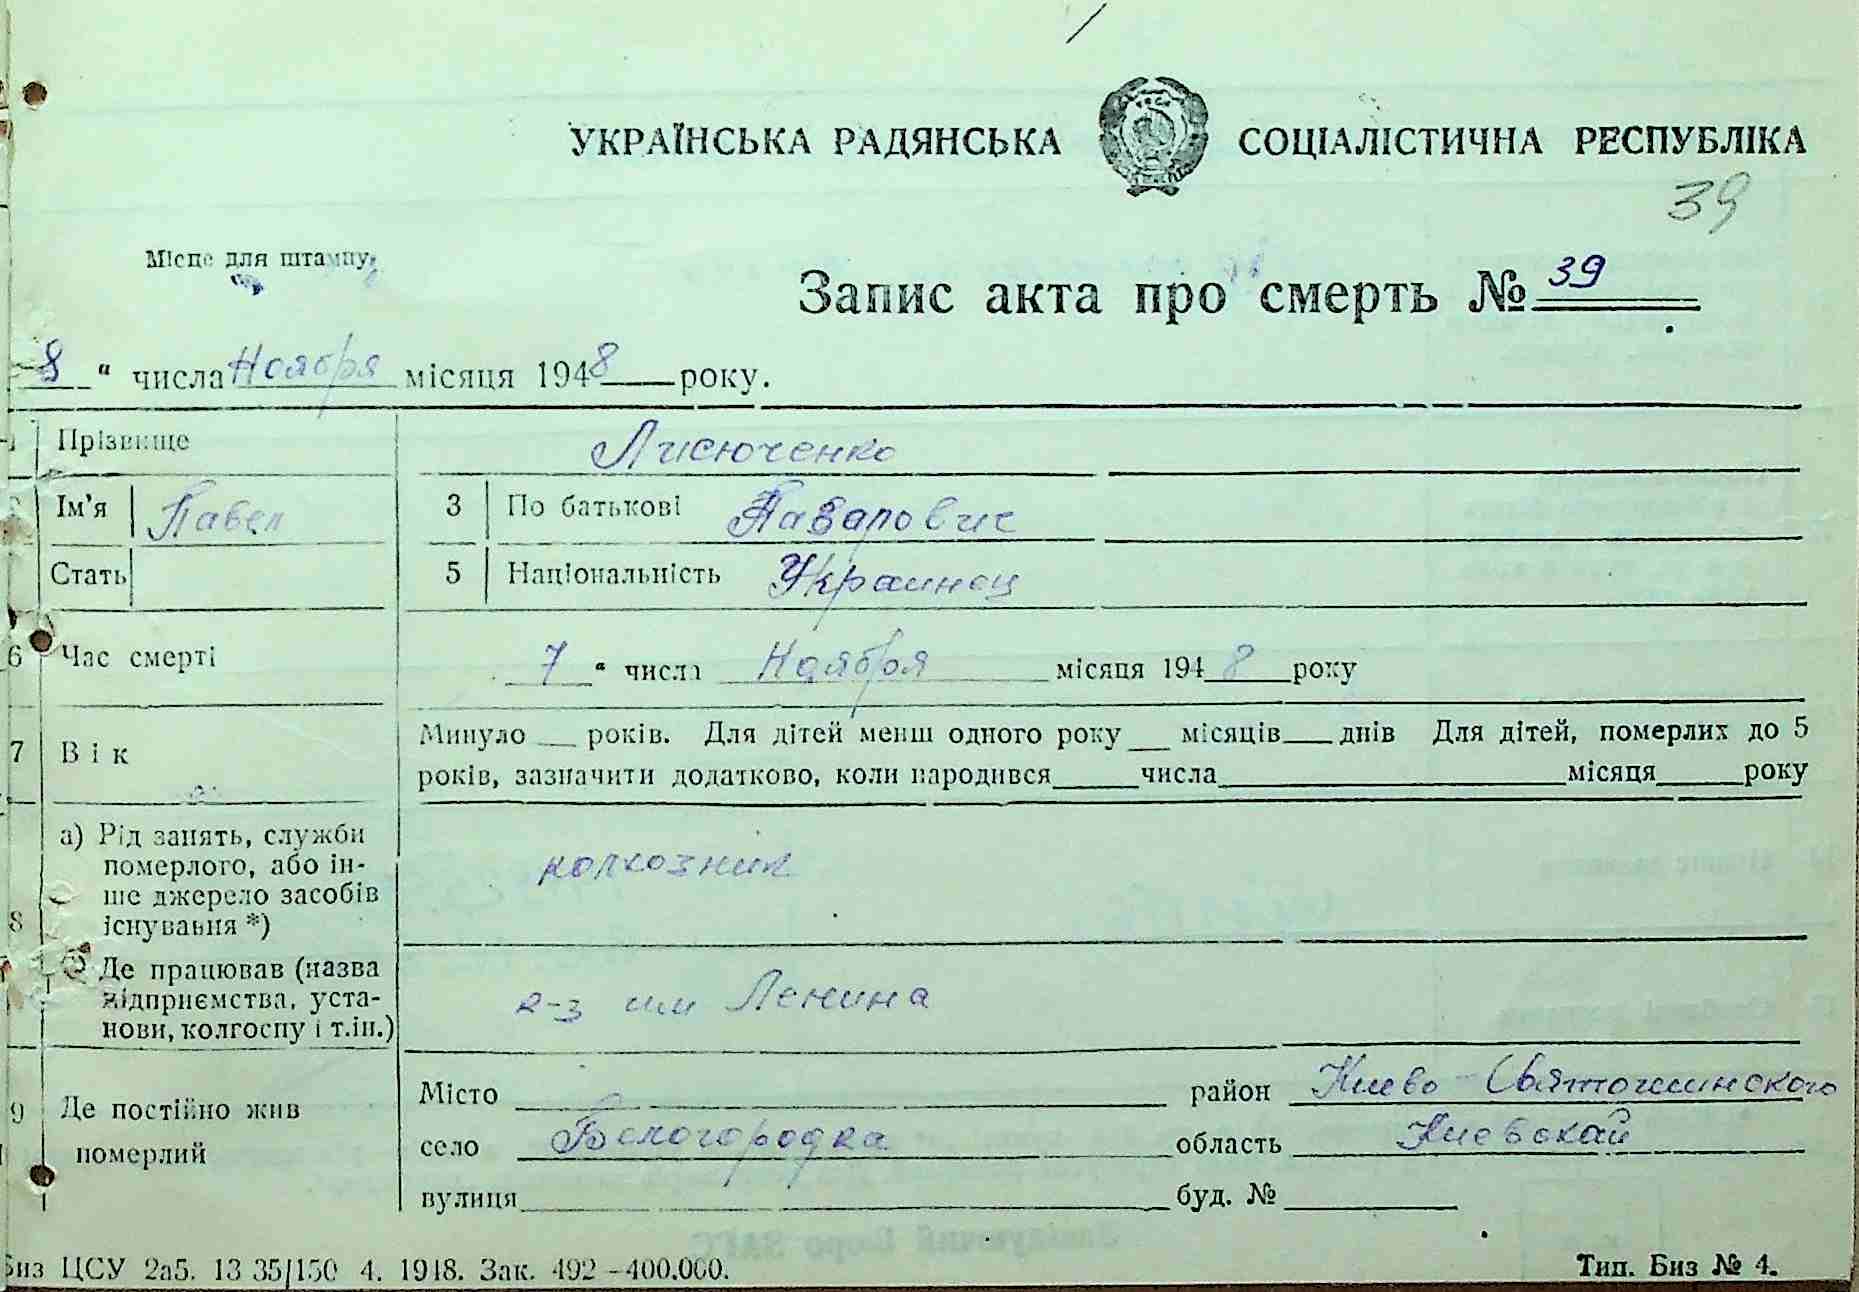 УКРАЇНСЬКА РАДЯНСЬКА СОЦІАЛІСТИЧНА РЕСПУБЛІКА
39
Місце для штампу
Запис акта про смерть № 39
8 " числа Ноября місяця 1948 року.
Прізвище Лисюченко
Ім'я Павел 3 По батькові Назарович
Стать 5 Національність Украинец
6 Час смерті 7 " числа Ноября місяця 1948 року
7 Вік Минуло __ років. Для дітей менш одного року __ місяців __ днів Для дітей, померлих до 5
років, зазначити додатково, коли народився _____ числа _____ місяця _____ року
8 а) Рід занять, служби
померлого, або ін-
ше джерело засобів
існування *)
колхозник
Де працював (назва
підприємства, уста-
нови, колгоспу і т.ін.)
к-з им Ленина
9 Де постійно жив
померлий
Місто район Киево-Святошинского
село Белогородка область Киевской
вулиця буд. №
Биз ЦСУ 2а5. 13 35/150 4. 1948. Зак. 492 -400.000. Тип. Биз № 4.